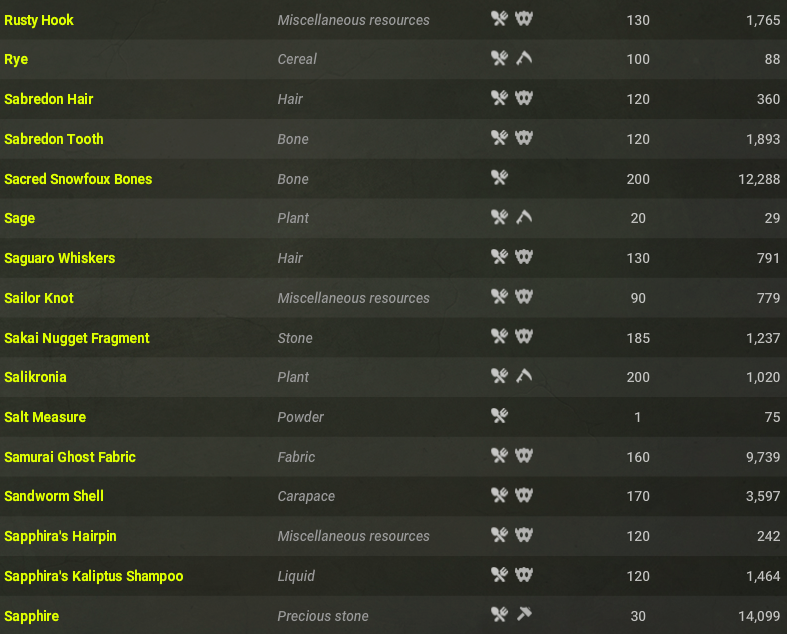 Rusty Hook Miscellaneous resources 130 1,765
Rye Cereal 100 88
Sabredon Hair Hair 120 360
Sabredon Tooth Bone 120 1,893
Sacred Snowfoux Bones Bone 200 12,288
Sage Plant 20 29
Saguaro Whiskers Hair 130 791
Sailor Knot Miscellaneous resources 90 779
Sakai Nugget Fragment Stone 185 1,237
Salikronia Plant 200 1,020
Salt Measure Powder 1 75
Samurai Ghost Fabric Fabric 160 9,739
Sandworm Shell Carapace 170 3,597
Sapphira's Hairpin Miscellaneous resources 120 242
Sapphira's Kaliptus Shampoo Liquid 120 1,464
Sapphire Precious stone 30 14,099